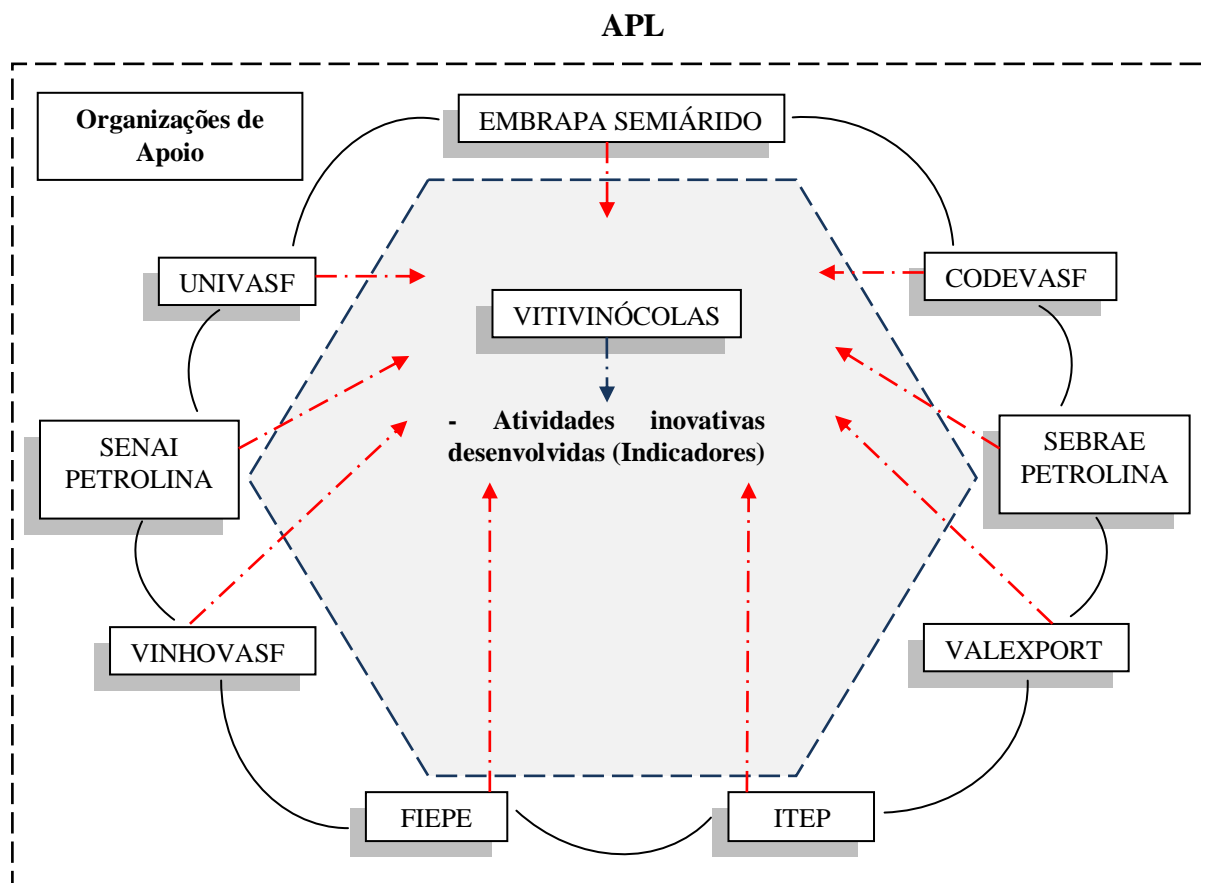 APL
Organizações de
Apoio
EMBRAPA SEMIÁRIDO
UNIVASF
CODEVASF
VITIVINÓCOLAS
- Atividades inovativas
desenvolvidas (Indicadores)
SENAI
PETROLINA
SEBRAE
PETROLINA
VINHOVASF
VALEXPORT
FIEPE
ITEP